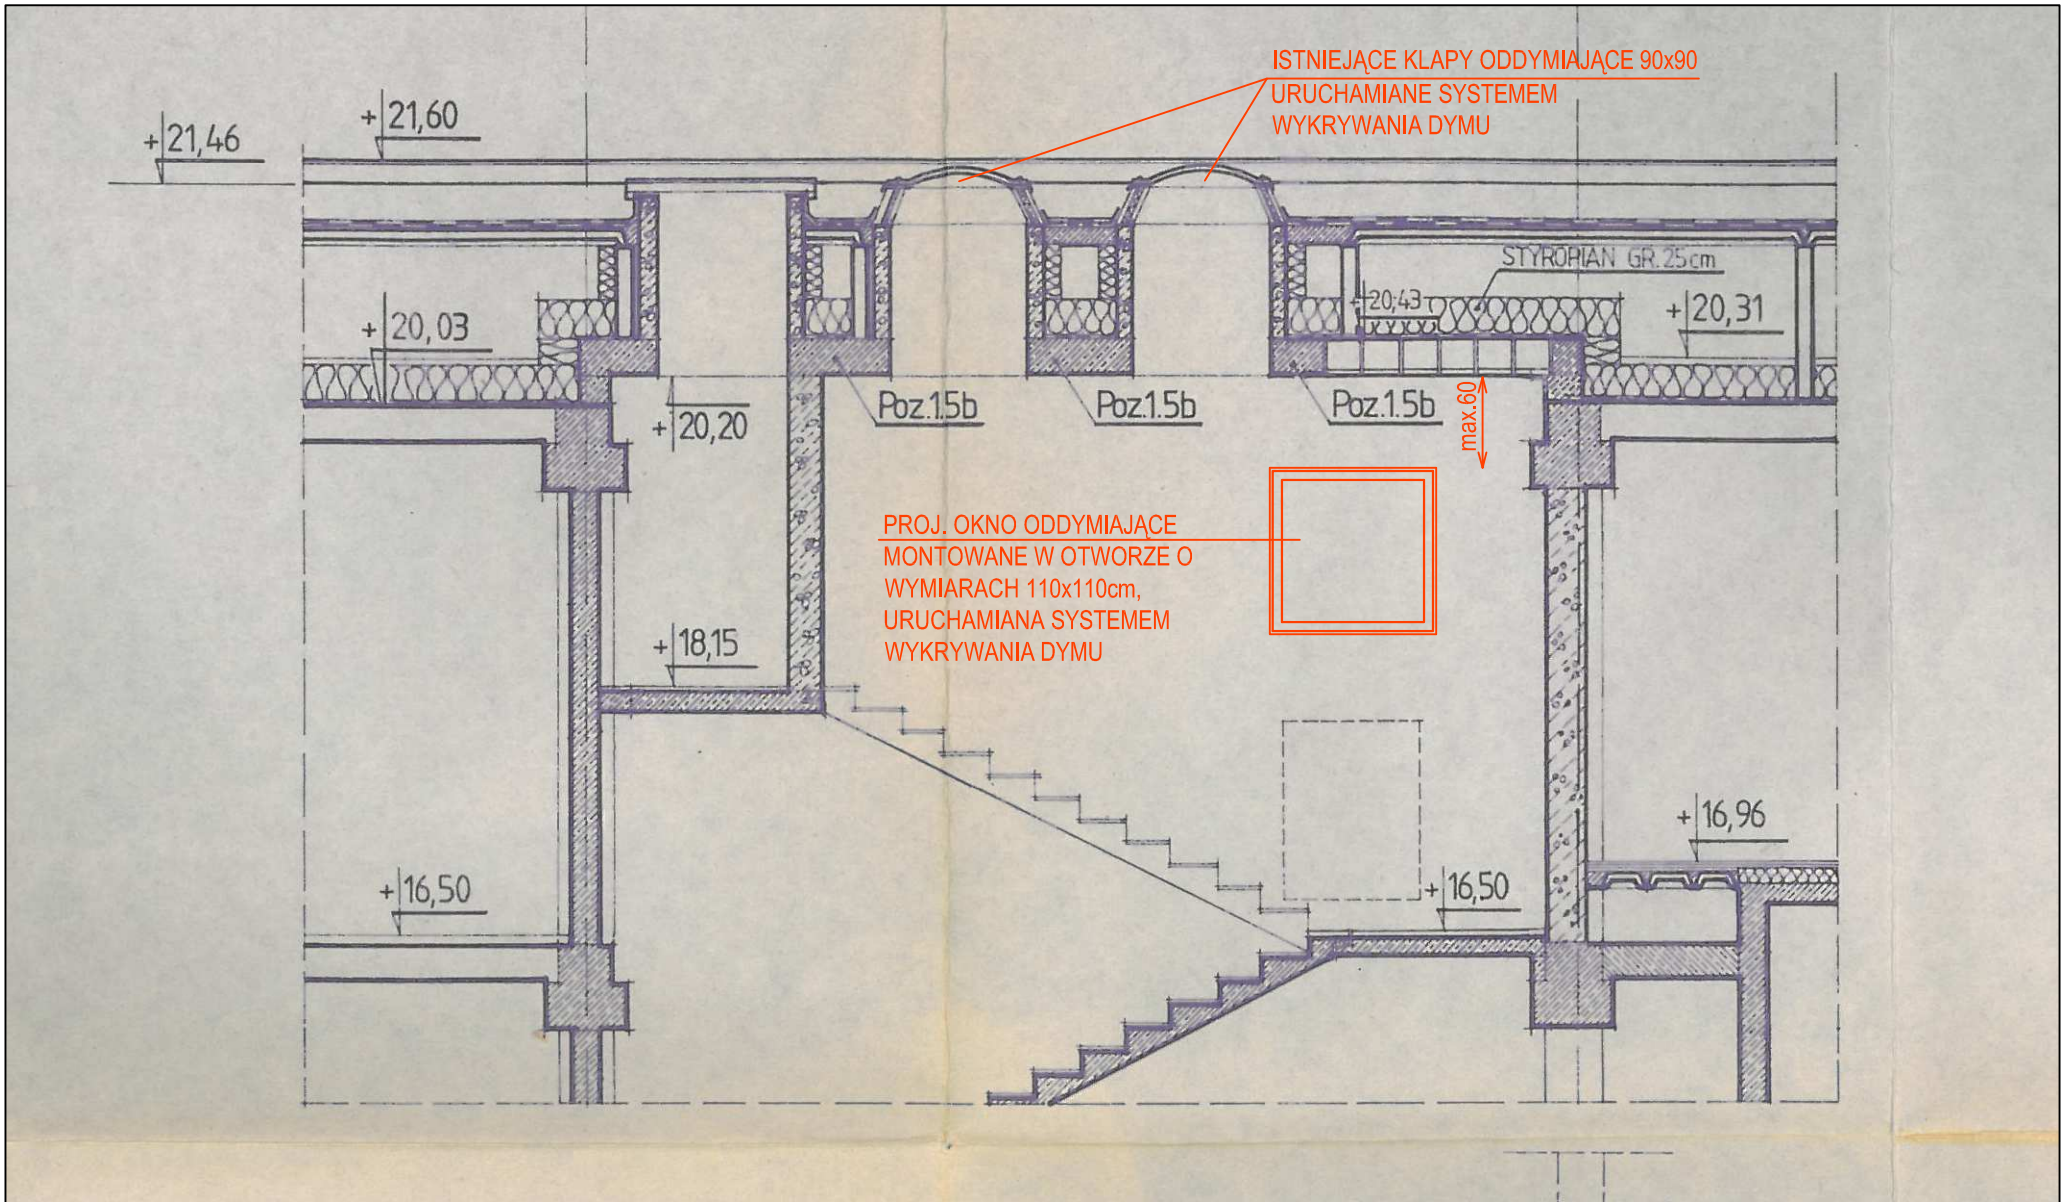 ISTNIEJĄCE KLAPY ODDYMIAJĄCE 90x90
URUCHAMIANE SYSTEMEM
WYKRYWANIA DYMU
+21,60
+21,46
STYROPIAN GR.25cm
20,43
+20,31
+20,03
Poz.1.5b
Poz.1.5b
Poz.1.5b
max.60
+20,20
PROJ. OKNO ODDYMIAJĄCE
MONTOWANE W OTWORZE O
WYMIARACH 110x110cm,
URUCHAMIANA SYSTEMEM
WYKRYWANIA DYMU
+18,15
+16,96
+16,50
+16,50